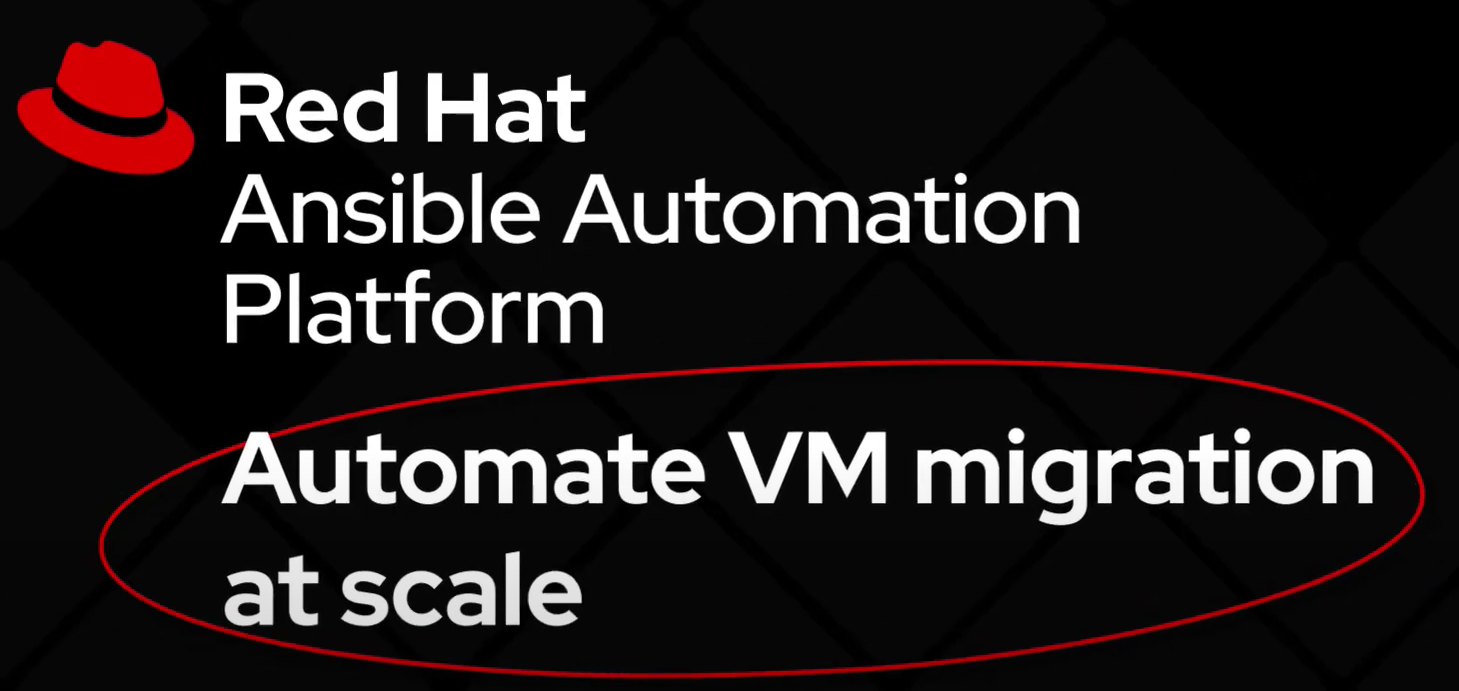 Red Hat
Ansible Automation
Platform
Automate VM migration
at scale